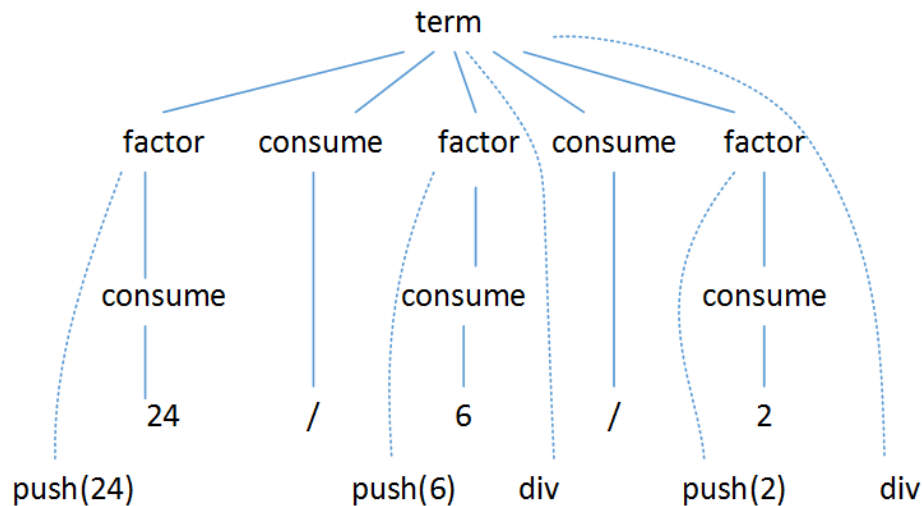 term
factor consume factor consume factor
consume consume consume
24 / 6 / 2
push(24) push(6) div push(2) div